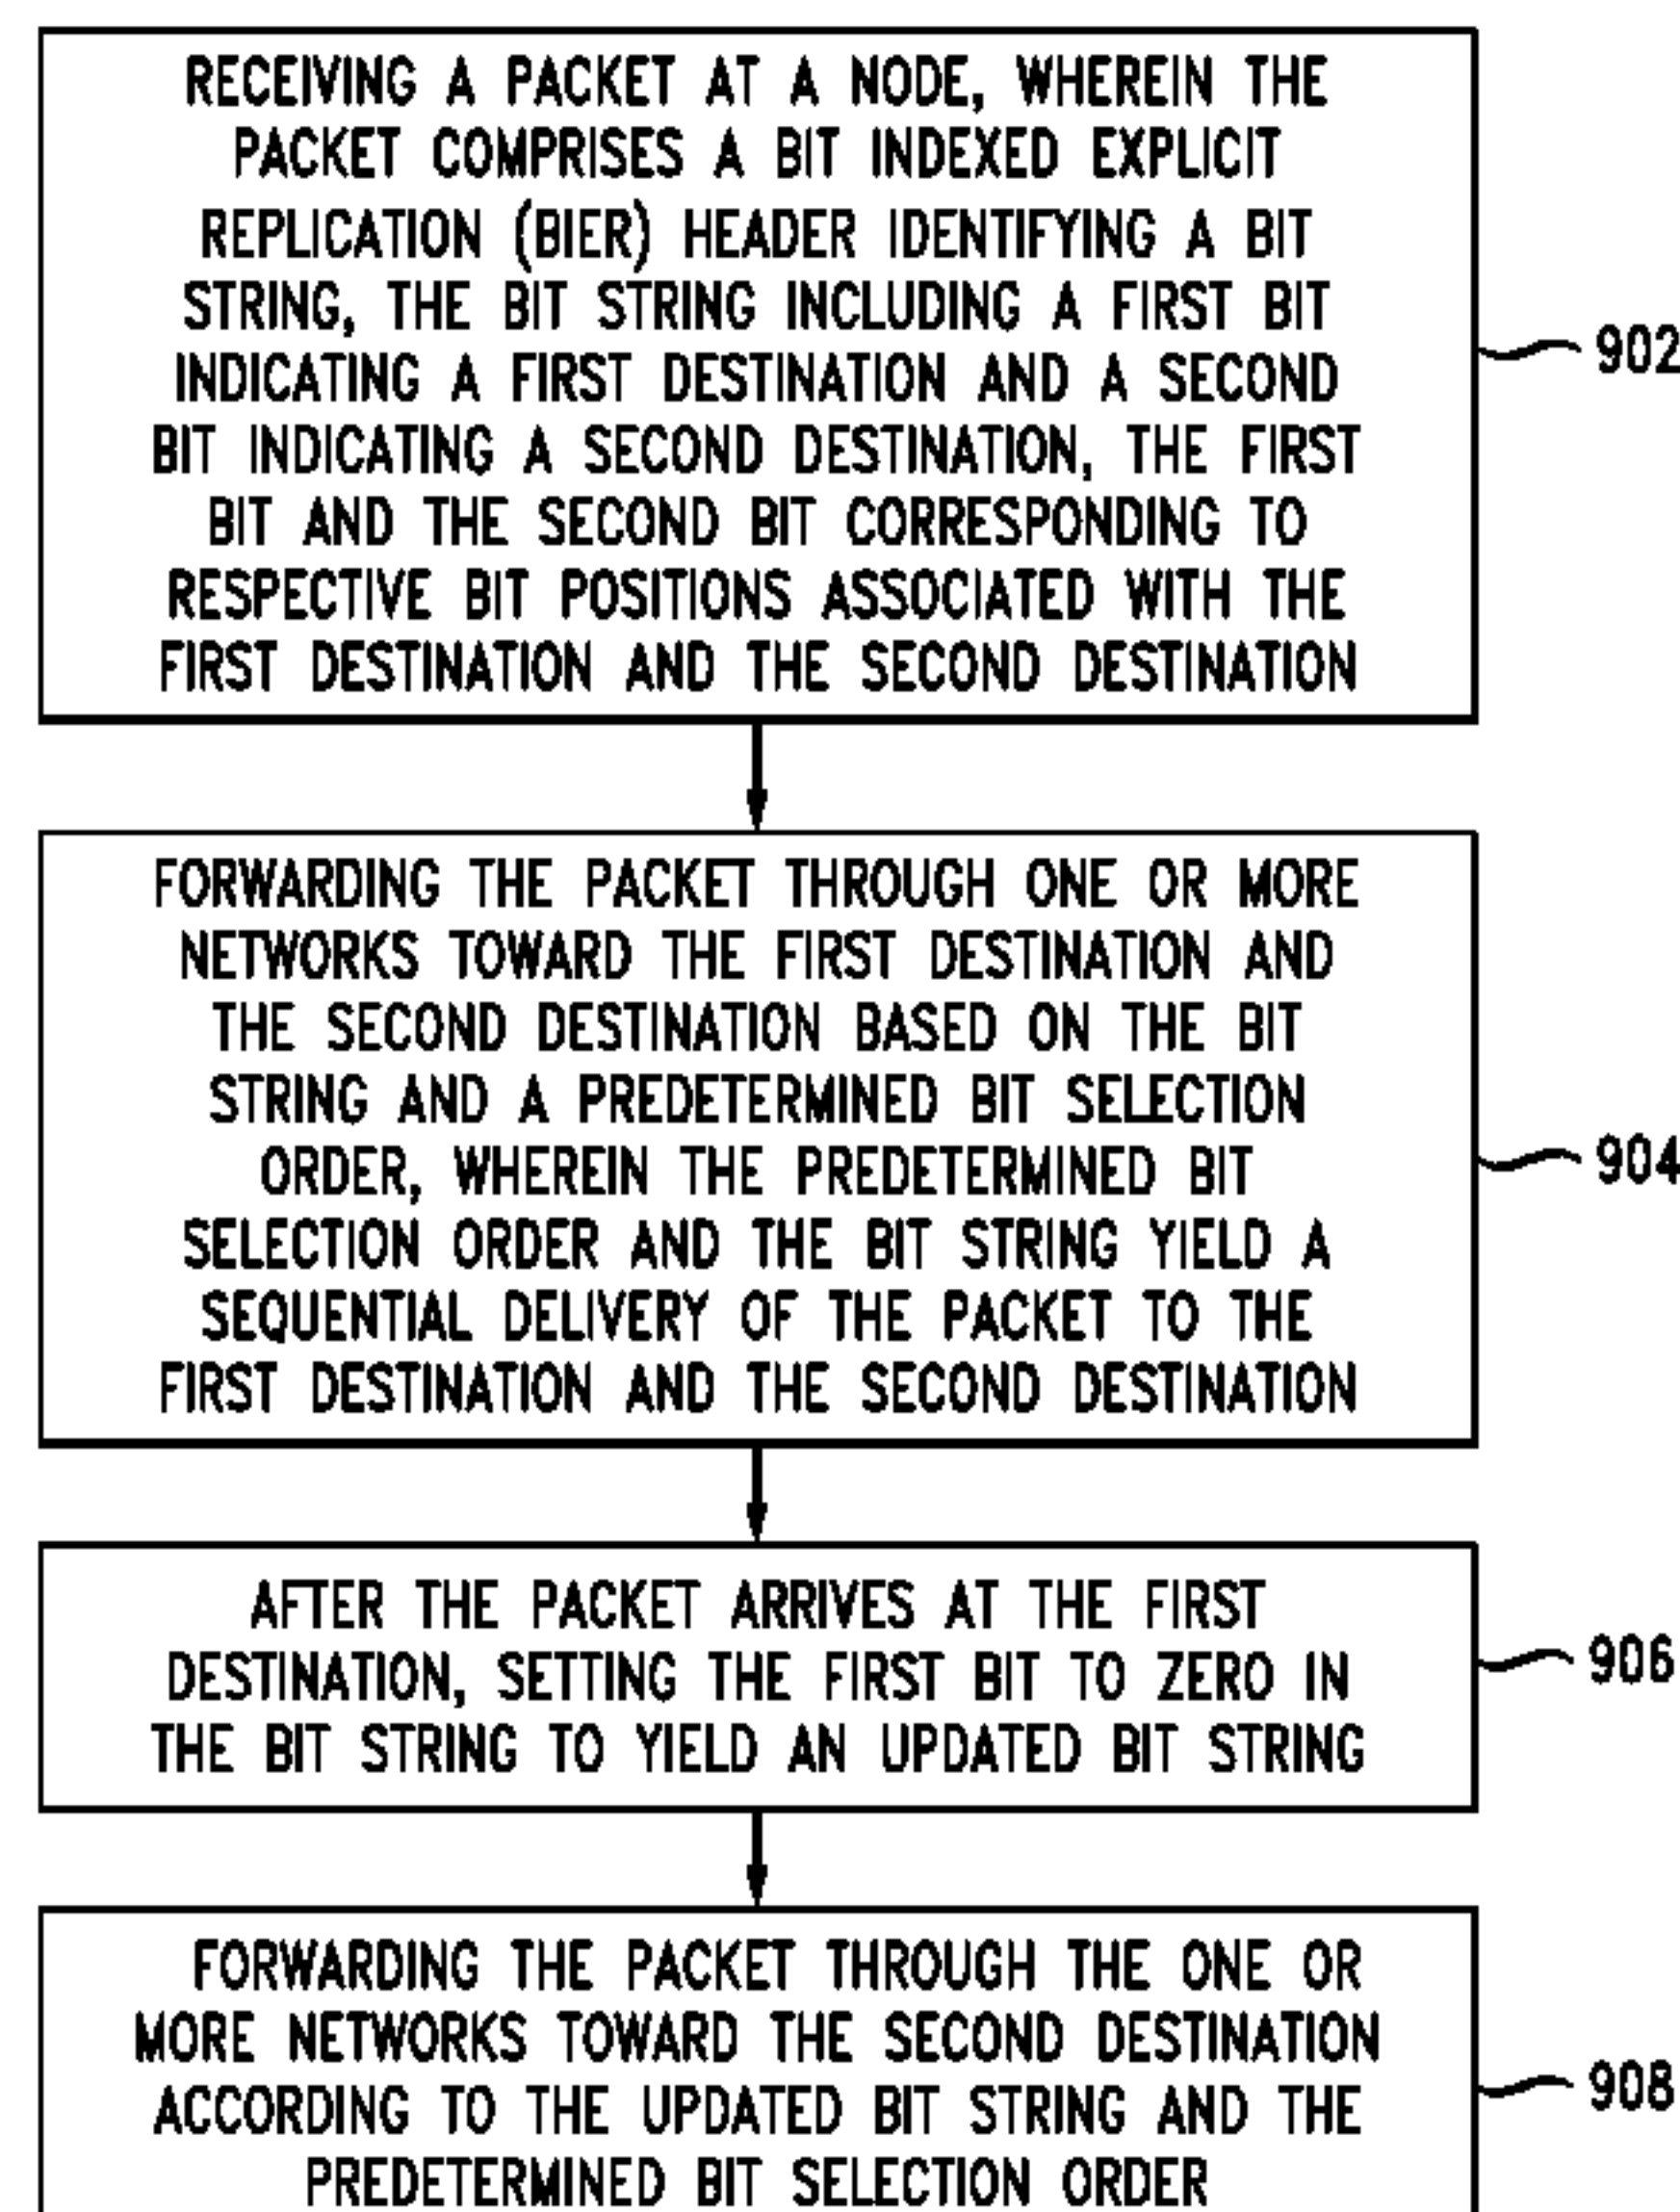 RECEIVING A PACKET AT A NODE, WHEREIN THE
PACKET COMPRISES A BIT INDEXED EXPLICIT
REPLICATION (BIER) HEADER IDENTIFYING A BIT
STRING, THE BIT STRING INCLUDING A FIRST BIT
INDICATING A FIRST DESTINATION AND A SECOND
BIT INDICATING A SECOND DESTINATION, THE FIRST
BIT AND THE SECOND BIT CORRESPONDING TO
RESPECTIVE BIT POSITIONS ASSOCIATED WITH THE
FIRST DESTINATION AND THE SECOND DESTINATION
902
FORWARDING THE PACKET THROUGH ONE OR MORE
NETWORKS TOWARD THE FIRST DESTINATION AND
THE SECOND DESTINATION BASED ON THE BIT
STRING AND A PREDETERMINED BIT SELECTION
ORDER, WHEREIN THE PREDETERMINED BIT
SELECTION ORDER AND THE BIT STRING YIELD A
SEQUENTIAL DELIVERY OF THE PACKET TO THE
FIRST DESTINATION AND THE SECOND DESTINATION
904
AFTER THE PACKET ARRIVES AT THE FIRST
DESTINATION, SETTING THE FIRST BIT TO ZERO IN
THE BIT STRING TO YIELD AN UPDATED BIT STRING
906
FORWARDING THE PACKET THROUGH THE ONE OR
MORE NETWORKS TOWARD THE SECOND DESTINATION
ACCORDING TO THE UPDATED BIT STRING AND THE
PREDETERMINED BIT SELECTION ORDER
908